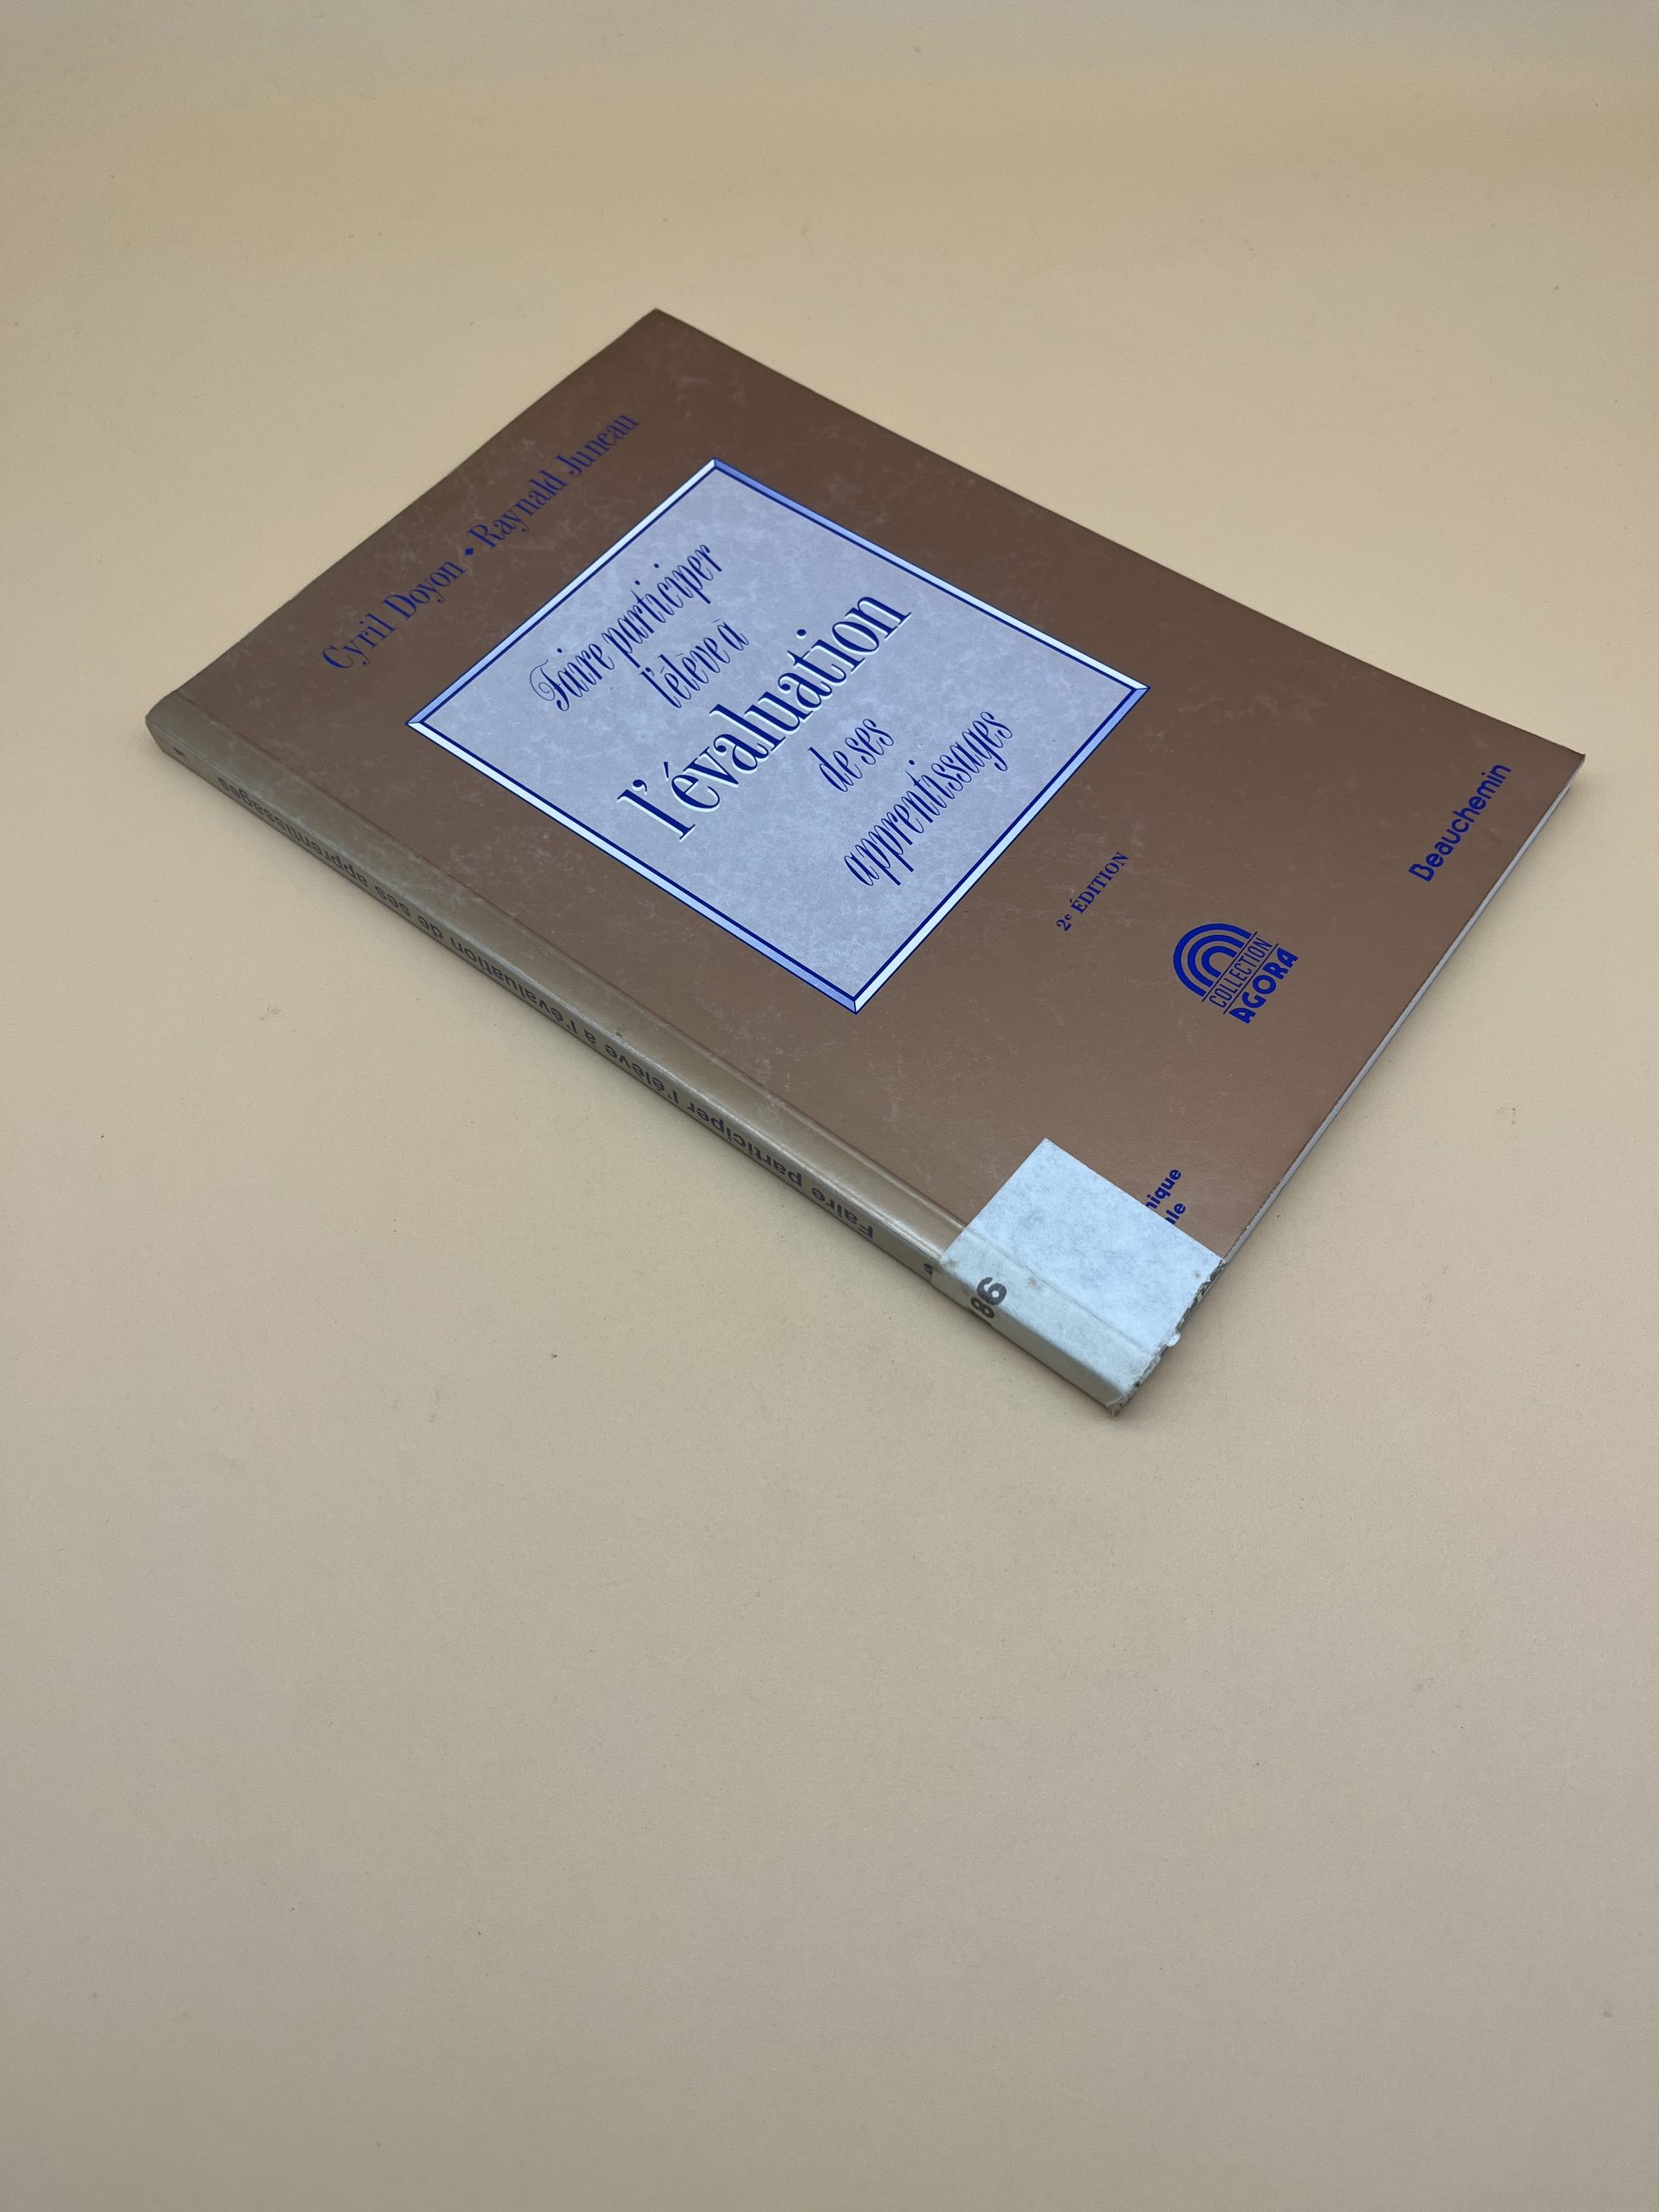 Cyril Doyon ⬥ Raynald Juneau
Faire participer
l'élève à
l'évaluation
de ses
apprentissages
2e ÉDITION
COLLECTION
AGORA
Beauchemin
Faire participer l'élève à l'évaluation de ses apprentissages